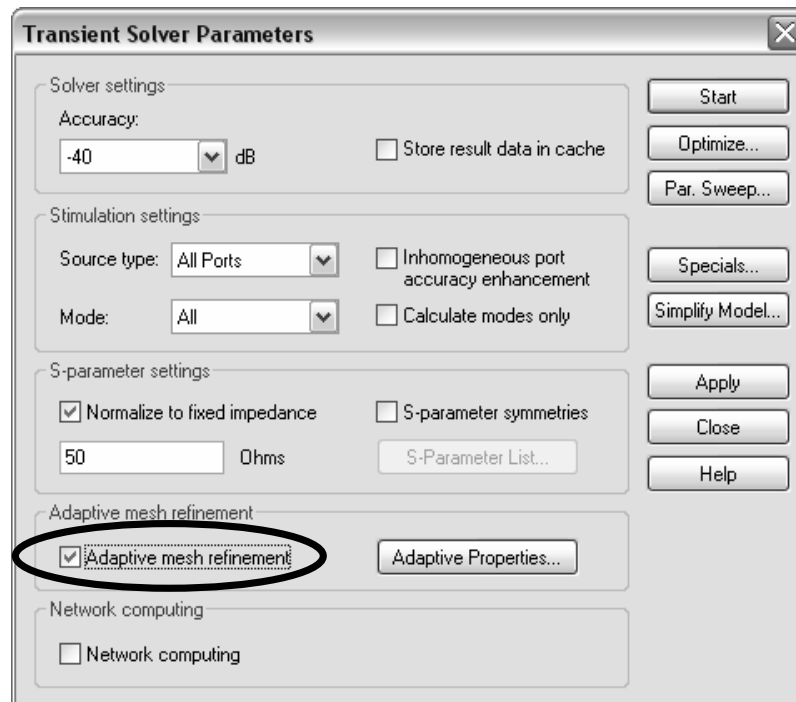 Transient Solver Parameters
Solver settings
Accuracy:
-40 dB
Store result data in cache
Stimulation settings
Source type: All Ports
Inhomogeneous port
accuracy enhancement
Mode: All
Calculate modes only
S-parameter settings
Normalize to fixed impedance
S-parameter symmetries
50 Ohms
S-Parameter List...
Adaptive mesh refinement
Adaptive mesh refinement
Adaptive Properties...
Network computing
Network computing
Start
Optimize...
Par. Sweep...
Specials...
Simplify Model...
Apply
Close
Help